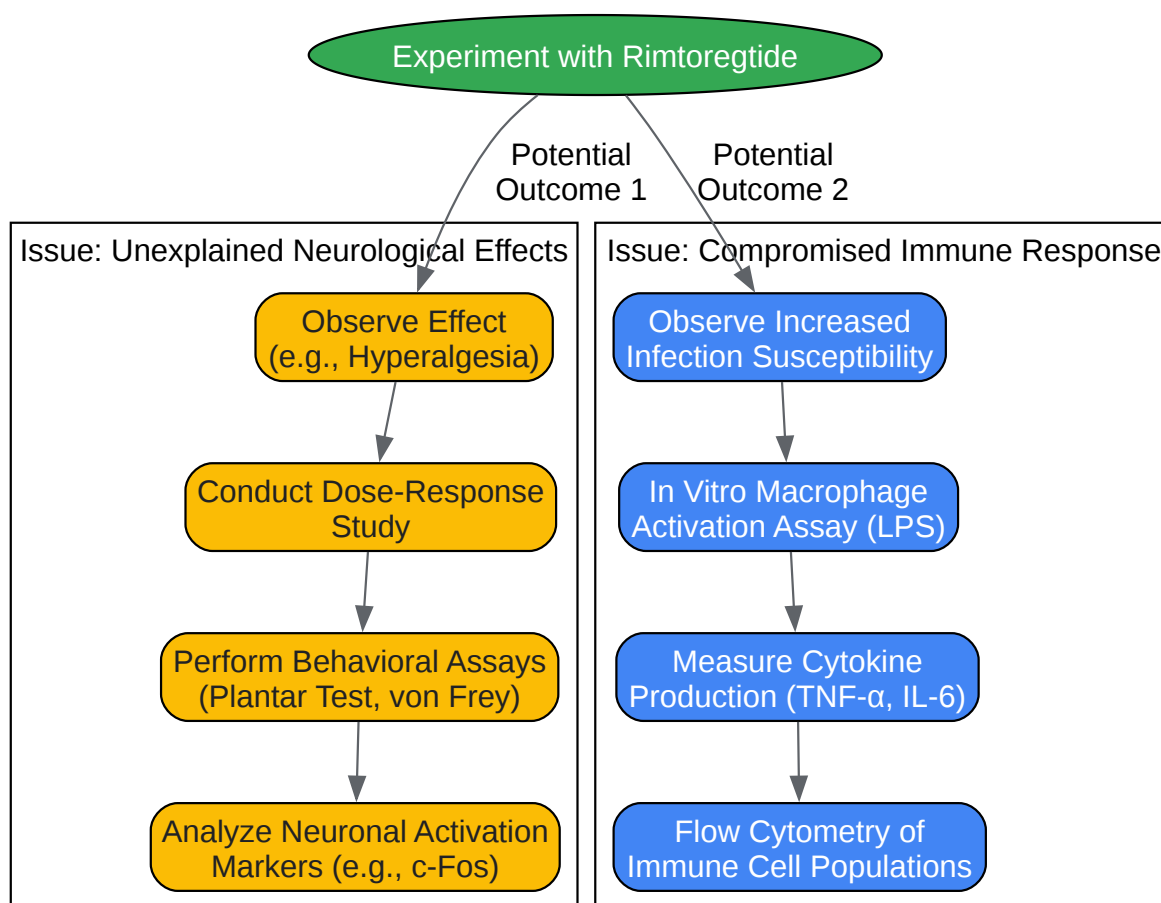 Experiment with Rimtoregtide
Potential
Outcome 1
Potential
Outcome 2
Issue: Unexplained Neurological Effects
Observe Effect
(e.g., Hyperalgesia)
Conduct Dose-Response
Study
Perform Behavioral Assays
(Plantar Test, von Frey)
Analyze Neuronal Activation
Markers (e.g., c-Fos)
Issue: Compromised Immune Response
Observe Increased
Infection Susceptibility
In Vitro Macrophage
Activation Assay (LPS)
Measure Cytokine
Production (TNF-α, IL-6)
Flow Cytometry of
Immune Cell Populations